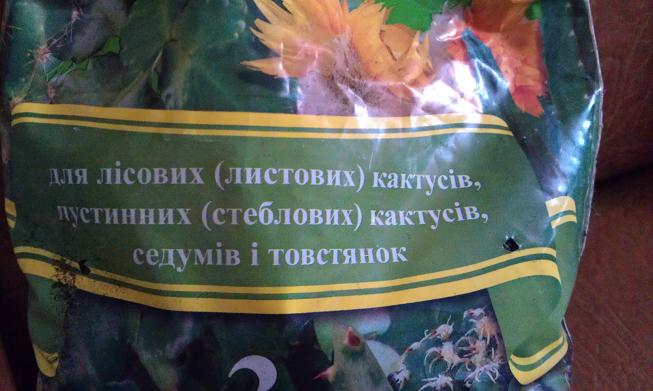 для лісових (листових) кактусів,
пустинних (стеблових) кактусів,
седумів і товстянок